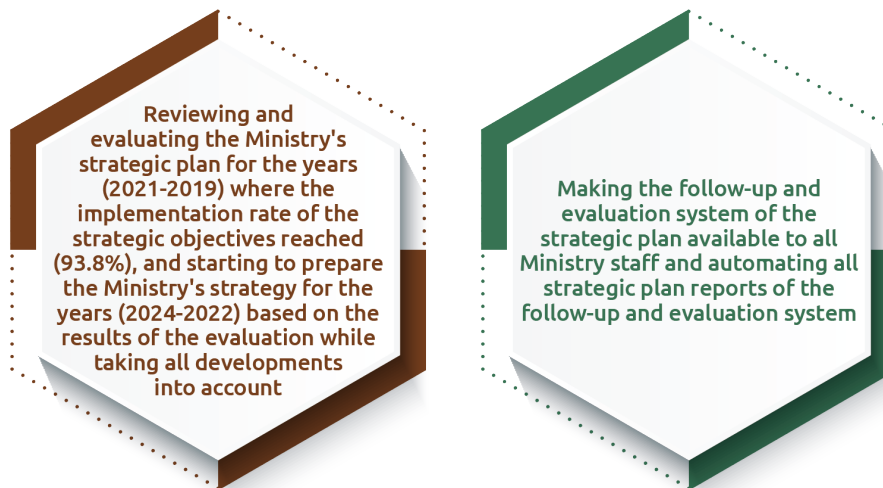 Reviewing and
evaluating the Ministry's
strategic plan for the years
(2021-2019) where the
implementation rate of the
strategic objectives reached
(93.8%), and starting to prepare
the Ministry's strategy for the
years (2024-2022) based on the
results of the evaluation while
taking all developments
into account
Making the follow-up and
evaluation system of the
strategic plan available to all
Ministry staff and automating all
strategic plan reports of the
follow-up and evaluation system